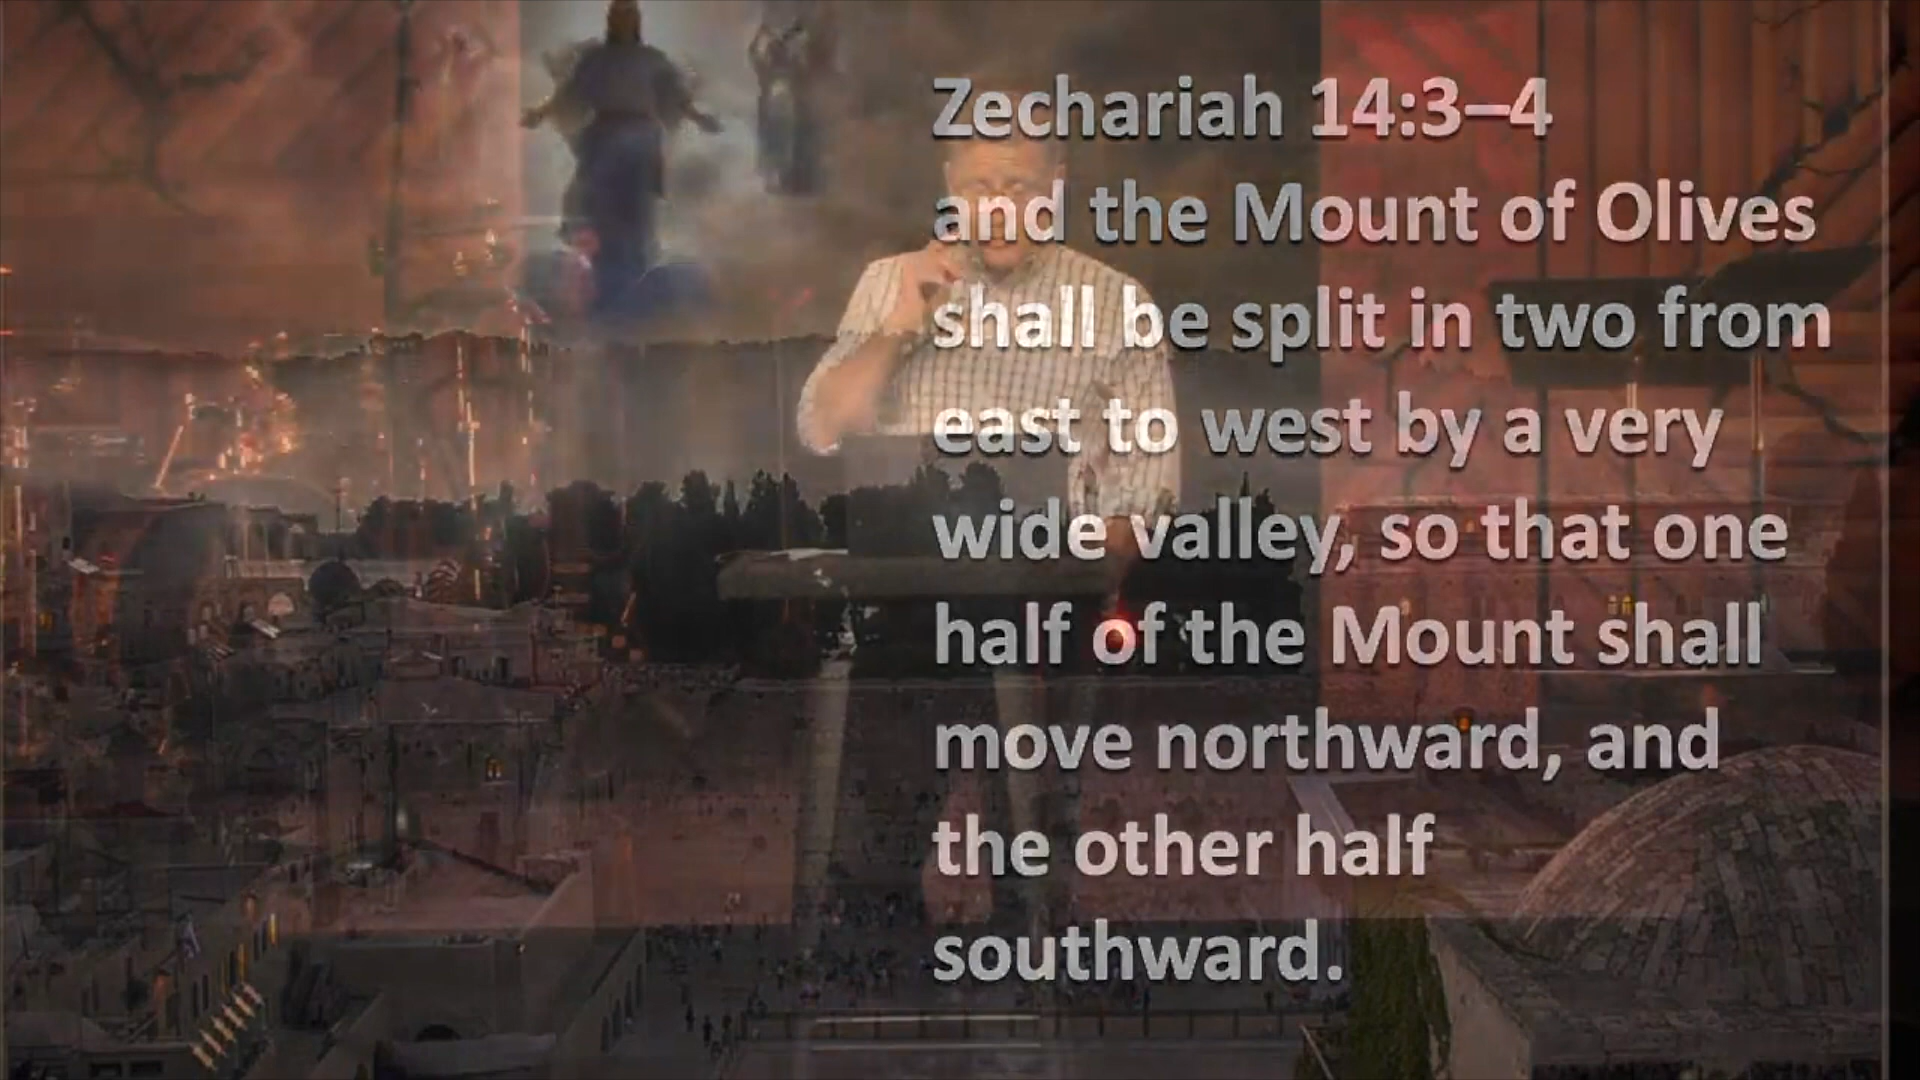 Zechariah 14:3–4
and the Mount of Olives
shall be split in two from
east to west by a very
wide valley, so that one
half of the Mount shall
move northward, and
the other half
southward.